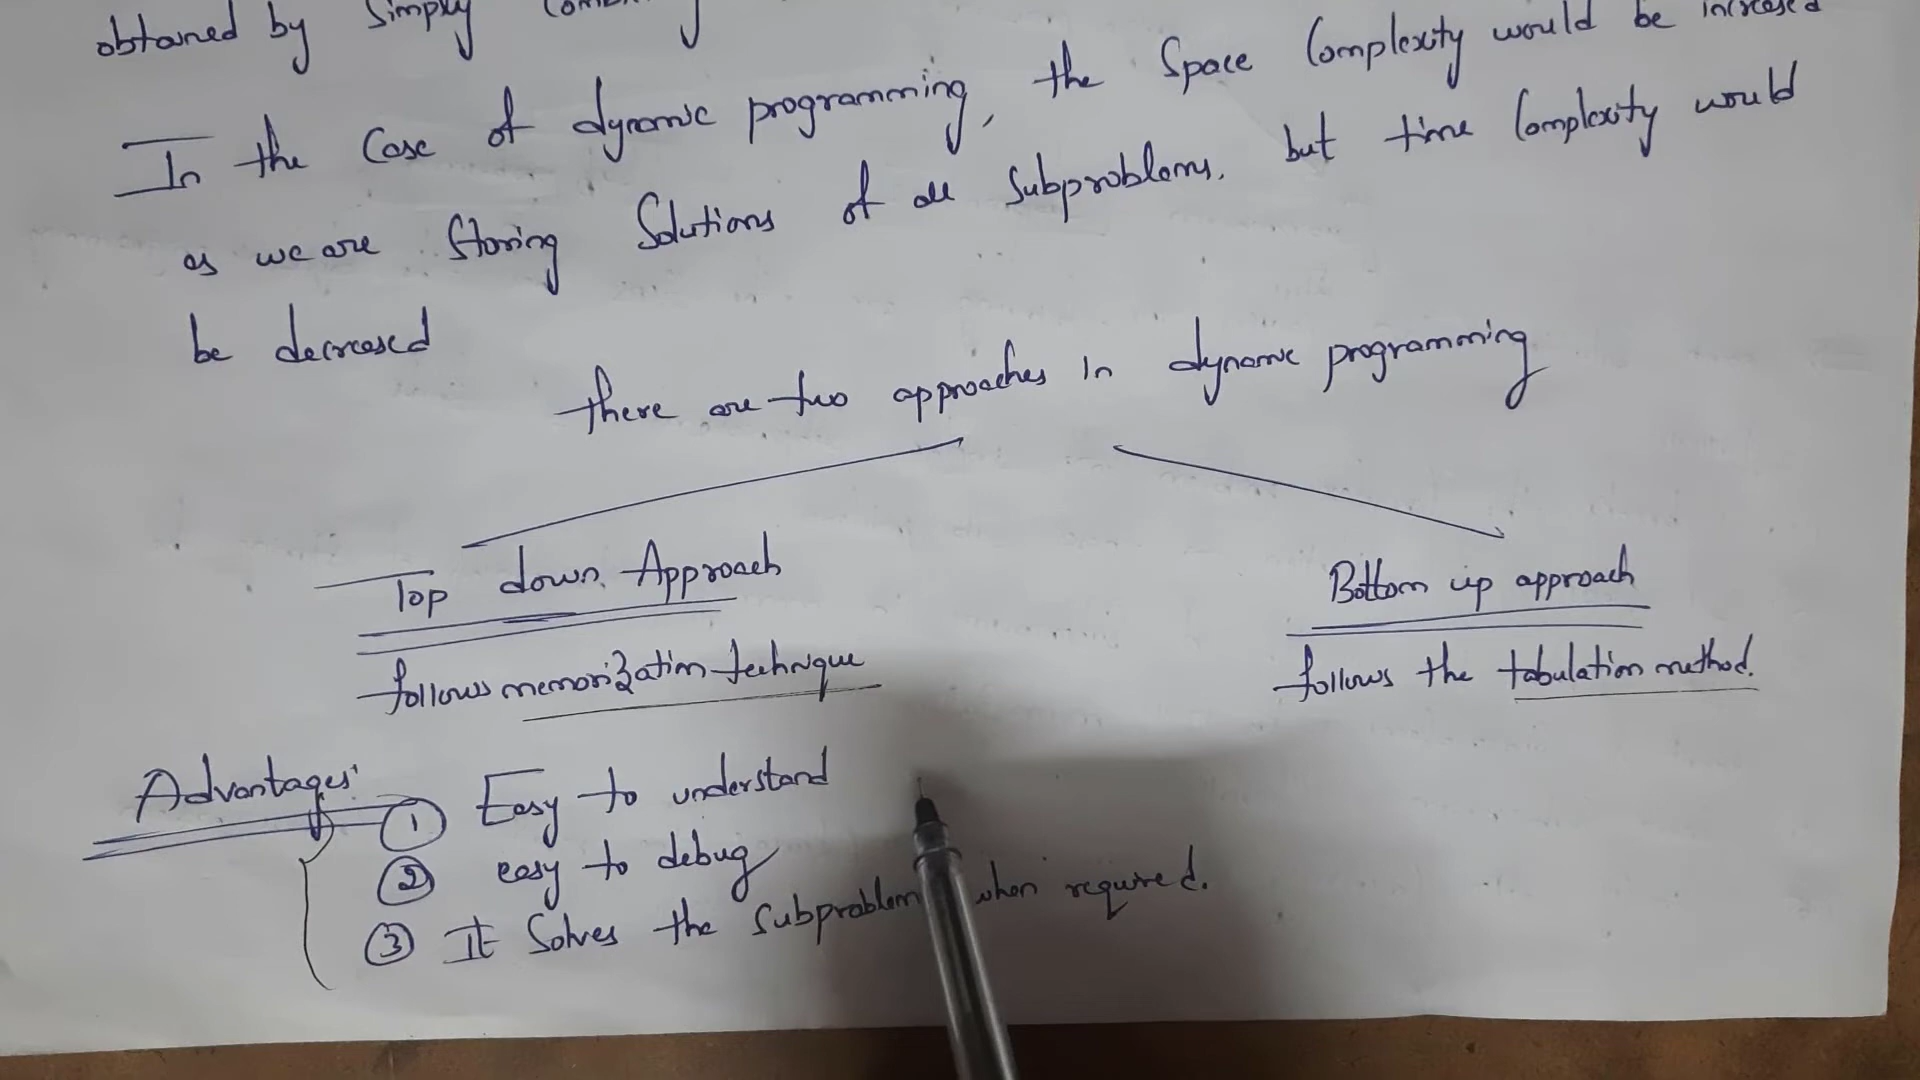 obtained by simply
In the case of dynamic programming, the space complexity would be increased
as we are storing solutions of all subproblems, but time complexity would
be decreased
there are two approaches in dynamic programming
Top down Approach
follows memorization technique
Bottom up approach
follows the tabulation method.
Advantages:
① Easy to understand
② easy to debug
③ It solves the subproblem when required.